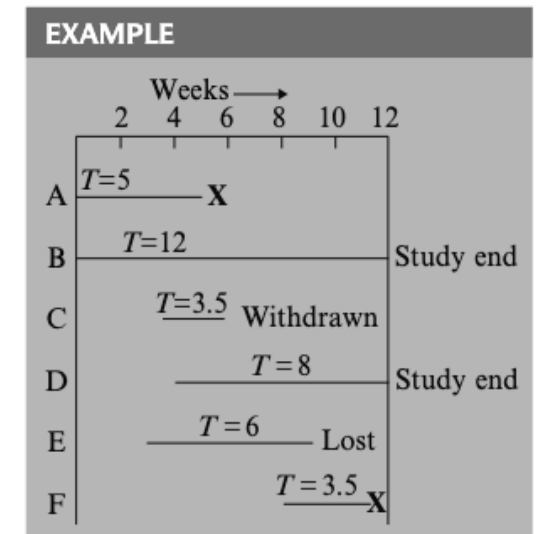 EXAMPLE
Weeks
2 4 6 8 10 12
A T=5 X
B T=12 Study end
C T=3.5 Withdrawn
D T=8 Study end
E T=6 Lost
F T=3.5 X